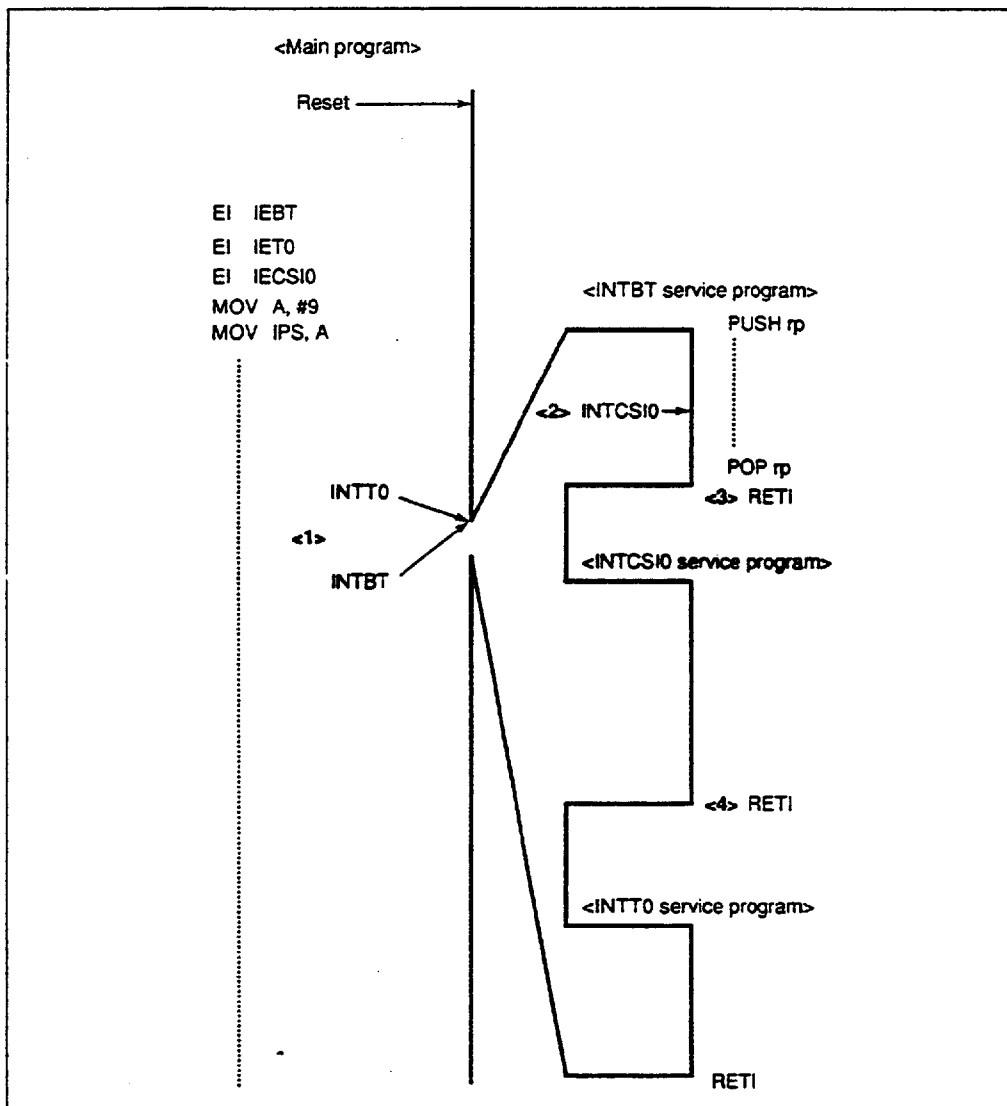 <Main program>
Reset
EI IEBT
EI IET0
EI IECSI0
MOV A, #9
MOV IPS, A
<INTBT service program>
PUSH rp
<2> INTCSI0
POP rp
<3> RETI
INTT0
<1>
INTBT
<INTCSI0 service program>
<4> RETI
<INTT0 service program>
RETI